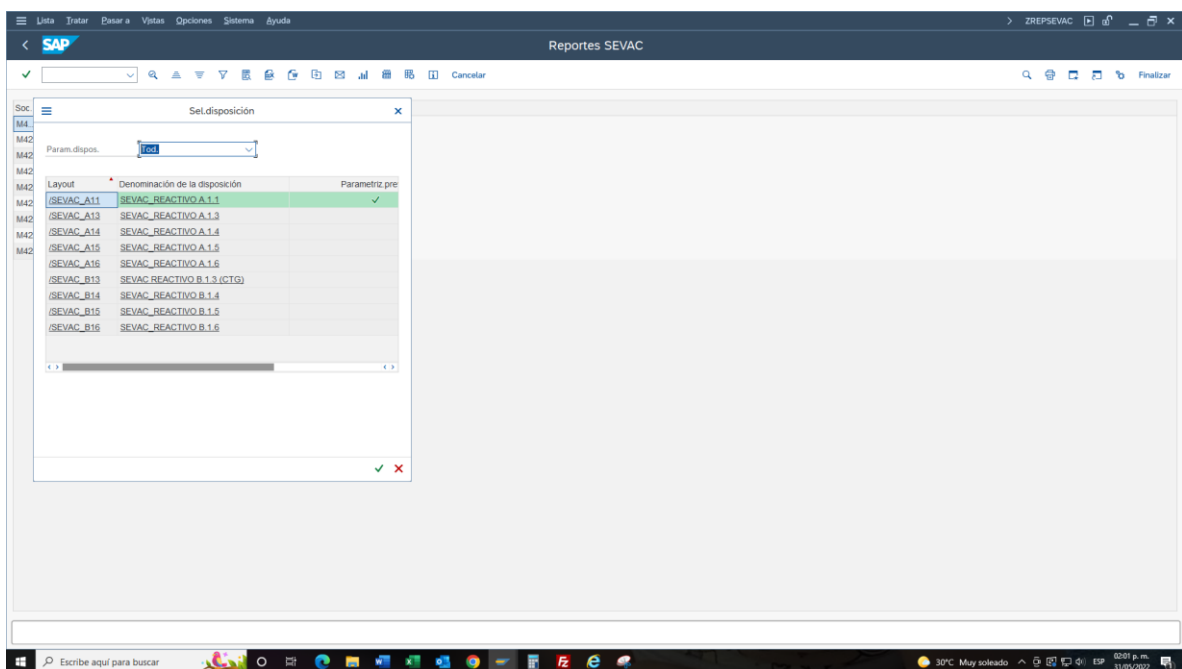 Lista Tratar Pasar a Vistas Opciones Sistema Ayuda
ZREPSEVAC
SAP
Reportes SEVAC
Cancelar
Finalizar
Soc.
M4..
M42
M42
M42
M42
M42
M42
M42
M42
Sel.disposición
Param.dispos. Tod.
Layout Denominación de la disposición Parametriz.pre
/SEVAC_A11 SEVAC_REACTIVO A.1.1
/SEVAC_A13 SEVAC_REACTIVO A.1.3
/SEVAC_A14 SEVAC_REACTIVO A.1.4
/SEVAC_A15 SEVAC_REACTIVO A.1.5
/SEVAC_A16 SEVAC_REACTIVO A.1.6
/SEVAC_B13 SEVAC REACTIVO B.1.3 (CTG)
/SEVAC_B14 SEVAC_REACTIVO B.1.4
/SEVAC_B15 SEVAC_REACTIVO B.1.5
/SEVAC_B16 SEVAC_REACTIVO B.1.6
Escribe aquí para buscar
30°C Muy soleado
ESP
02:01 p. m.
31/05/2022